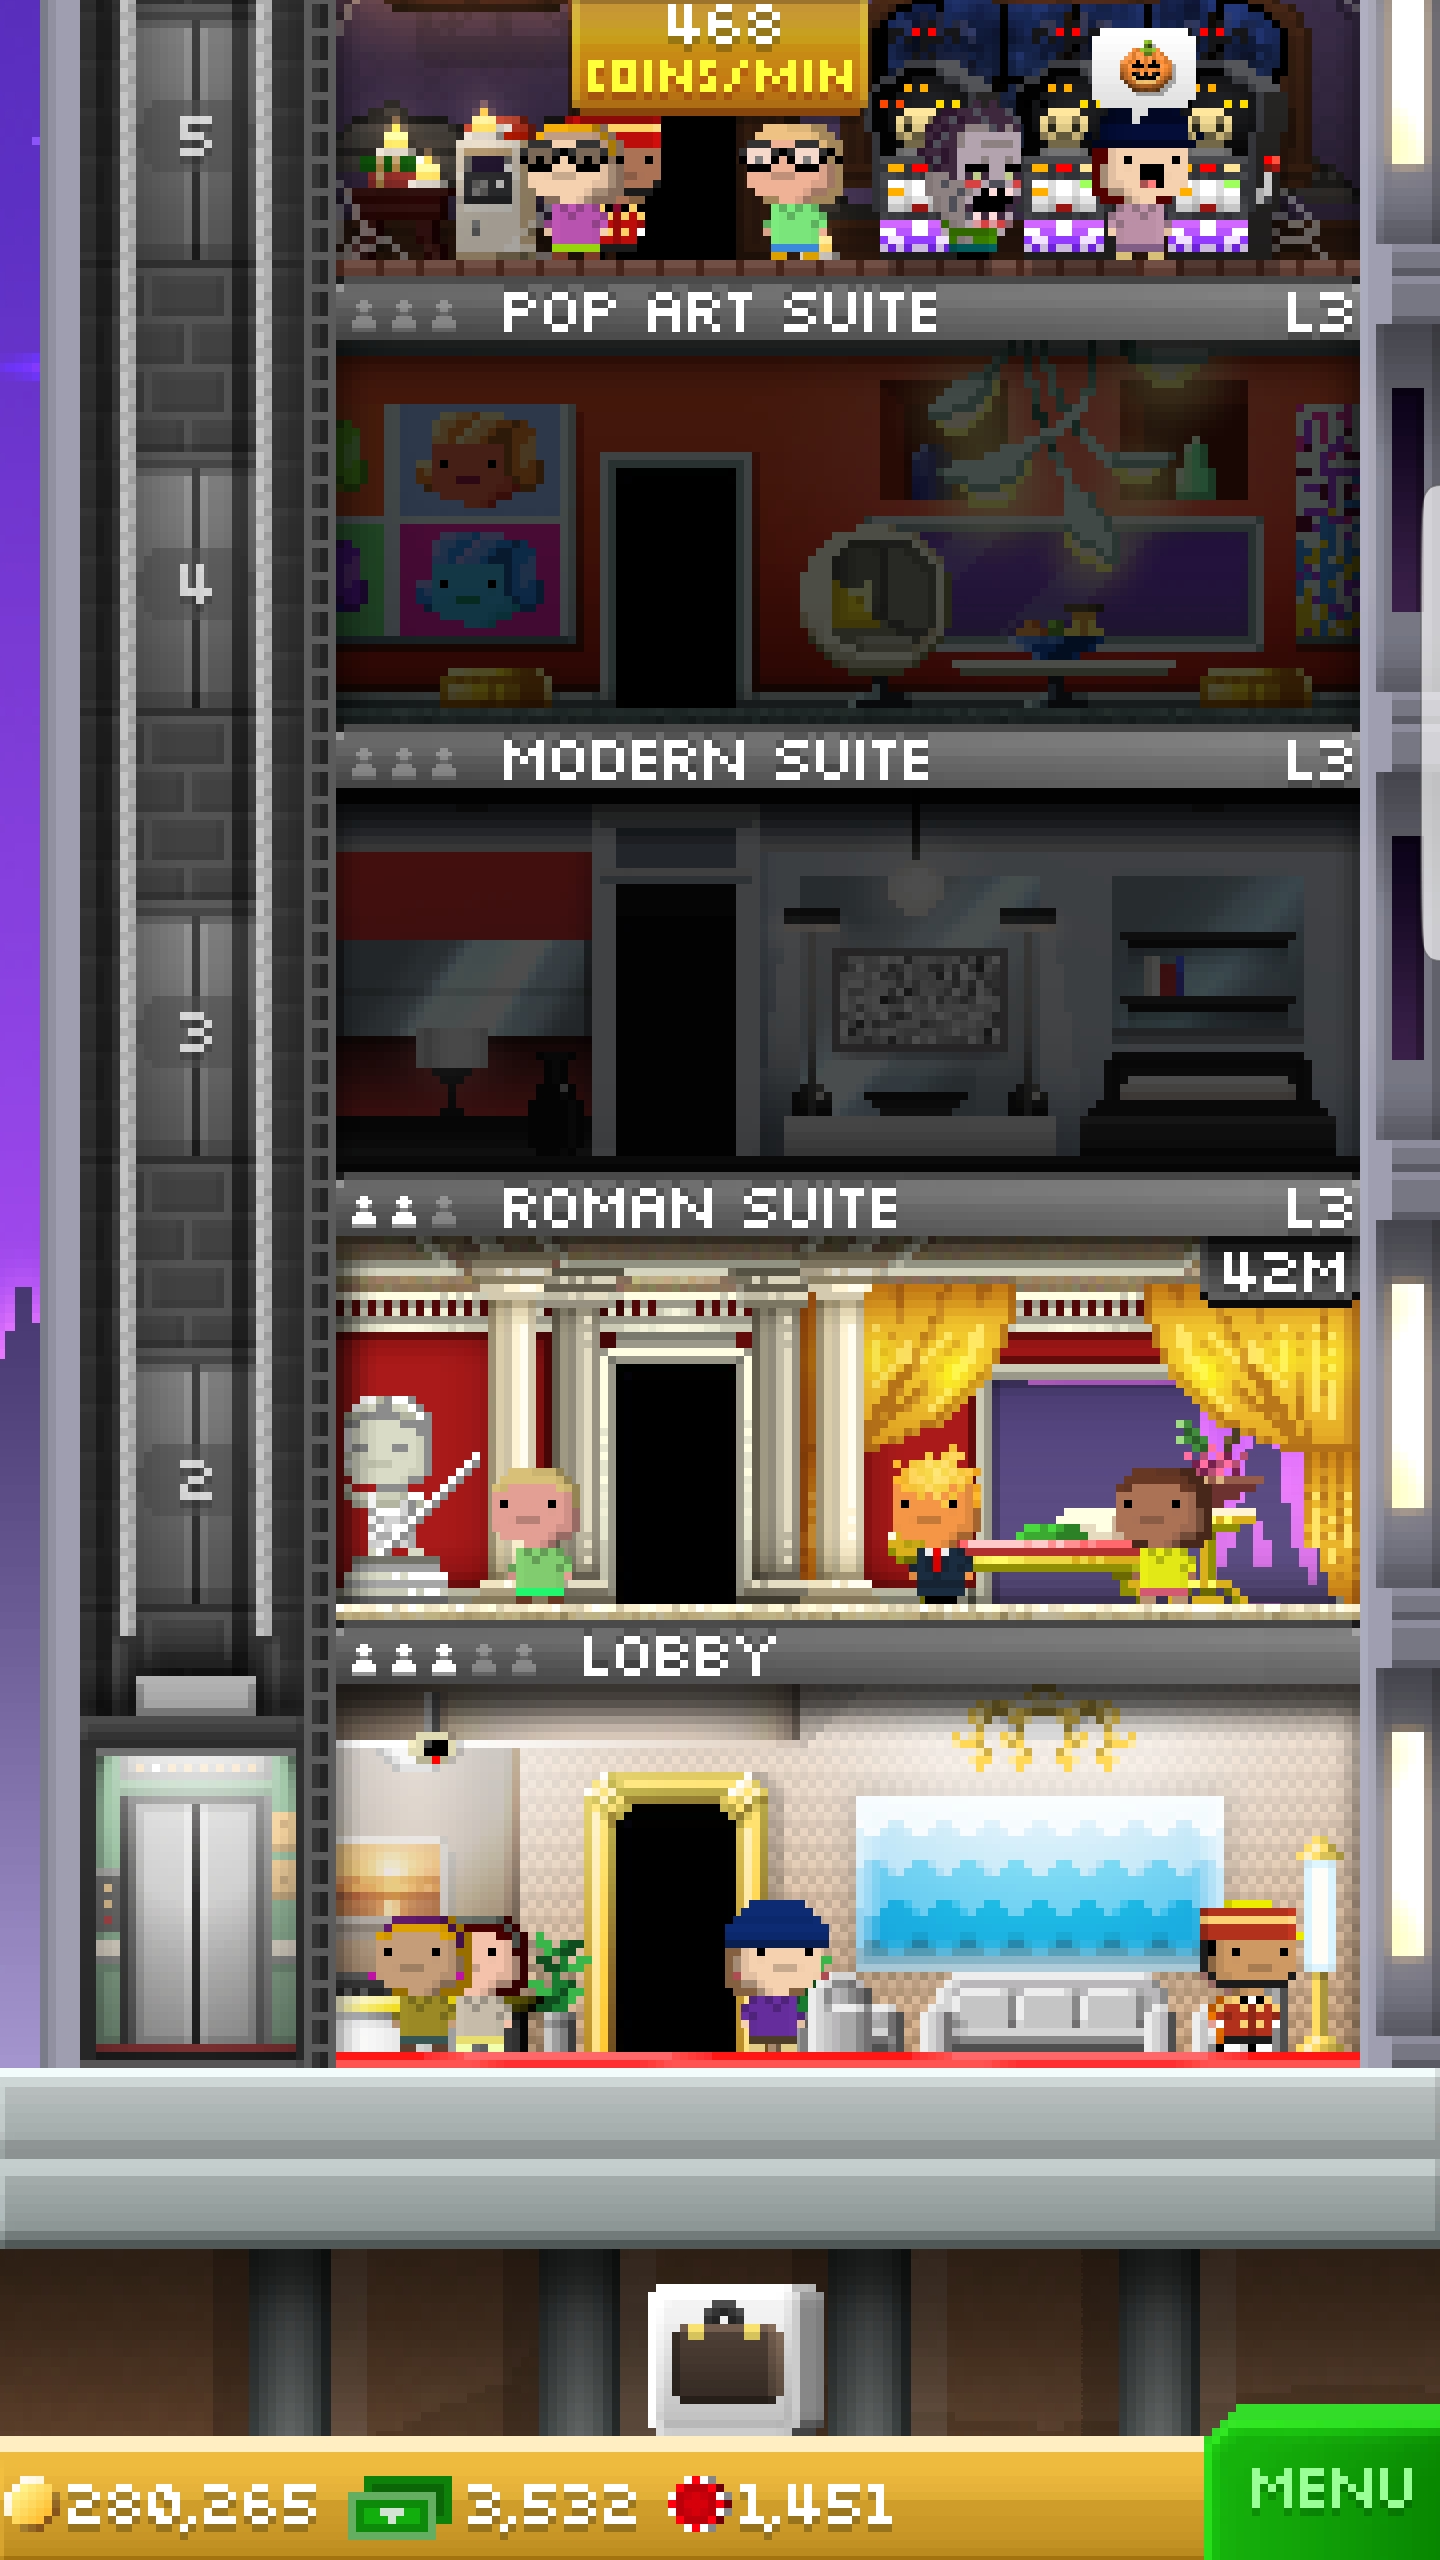 468
COINS/MIN
5
POP ART SUITE L3
4
MODERN SUITE L3
3
ROMAN SUITE L3
42M
2
LOBBY
280,265 3,532 1,451
MENU